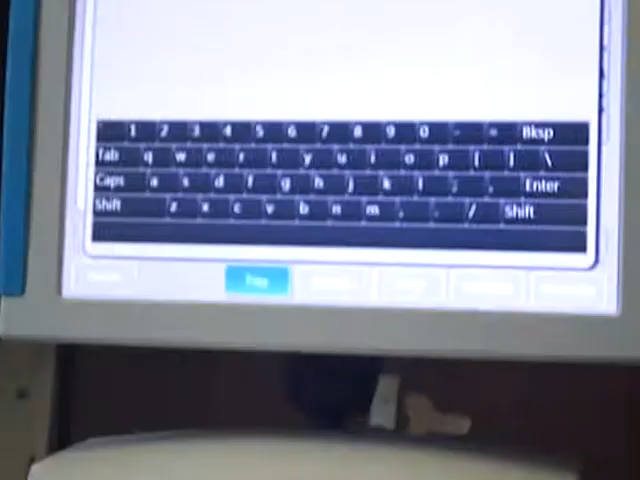 1 2 3 4 5 6 7 8 9 0 - = Bksp
Tab q w e r t y u i o p [ ] \
Caps a s d f g h j k l ; , Enter
Shift z x c v b n m , . / Shift